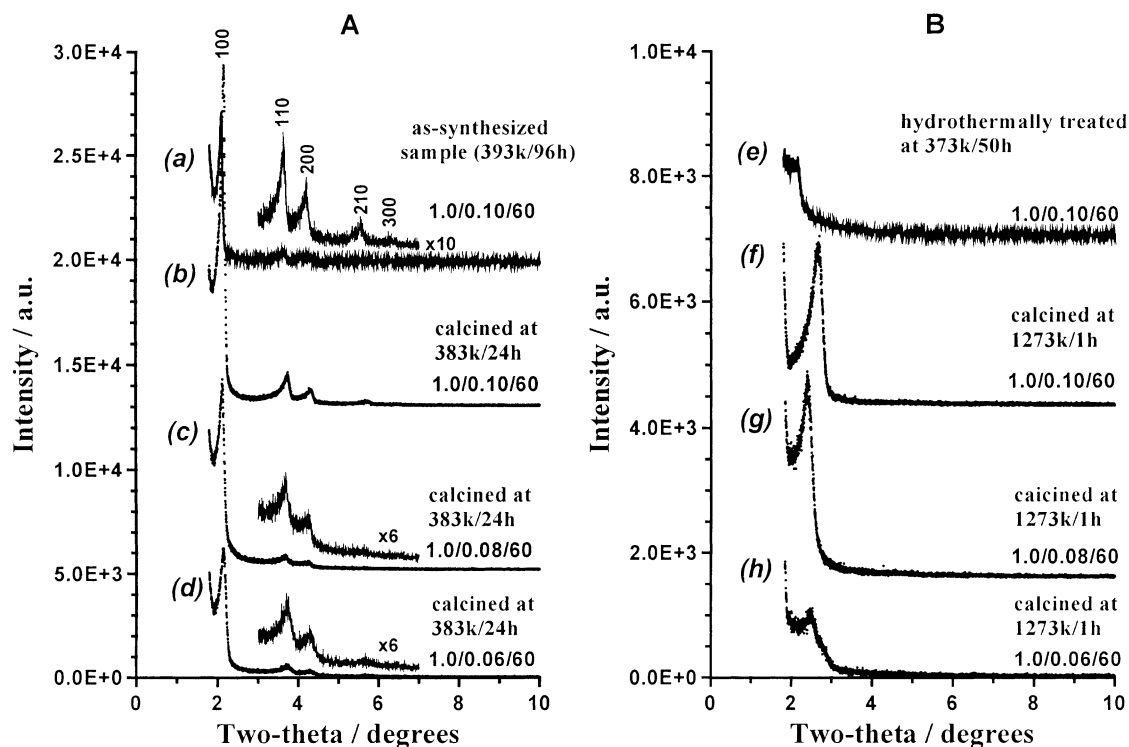 A
3.0E+4
2.5E+4
2.0E+4
1.5E+4
1.0E+4
5.0E+3
0.0E+0
0 2 4 6 8 10
Intensity / a.u.
Two-theta / degrees
100
110
200
210
300
(a)
as-synthesized
sample (393k/96h)
1.0/0.10/60
x10
(b)
calcined at
383k/24h
1.0/0.10/60
(c)
calcined at
383k/24h
x6
1.0/0.08/60
(d)
calcined at
383k/24h
x6
1.0/0.06/60
B
1.0E+4
8.0E+3
6.0E+3
4.0E+3
2.0E+3
0.0E+0
0 2 4 6 8 10
Intensity / a.u.
Two-theta / degrees
(e)
hydrothermally treated
at 373k/50h
1.0/0.10/60
(f)
calcined at
1273k/1h
1.0/0.10/60
(g)
caicined at
1273k/1h
1.0/0.08/60
(h)
calcined at
1273k/1h
1.0/0.06/60